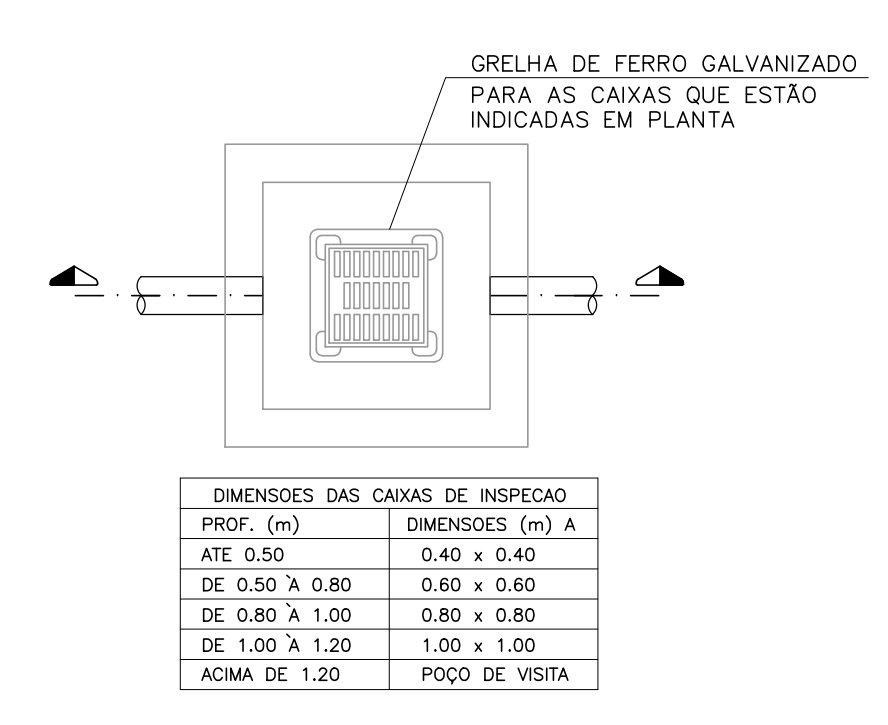 GRELHA DE FERRO GALVANIZADO
PARA AS CAIXAS QUE ESTÃO
INDICADAS EM PLANTA
DIMENSOES DAS CAIXAS DE INSPECAO
PROF. (m) DIMENSOES (m) A
ATE 0.50 0.40 x 0.40
DE 0.50 `A 0.80 0.60 x 0.60
DE 0.80 `A 1.00 0.80 x 0.80
DE 1.00 `A 1.20 1.00 x 1.00
ACIMA DE 1.20 POÇO DE VISITA